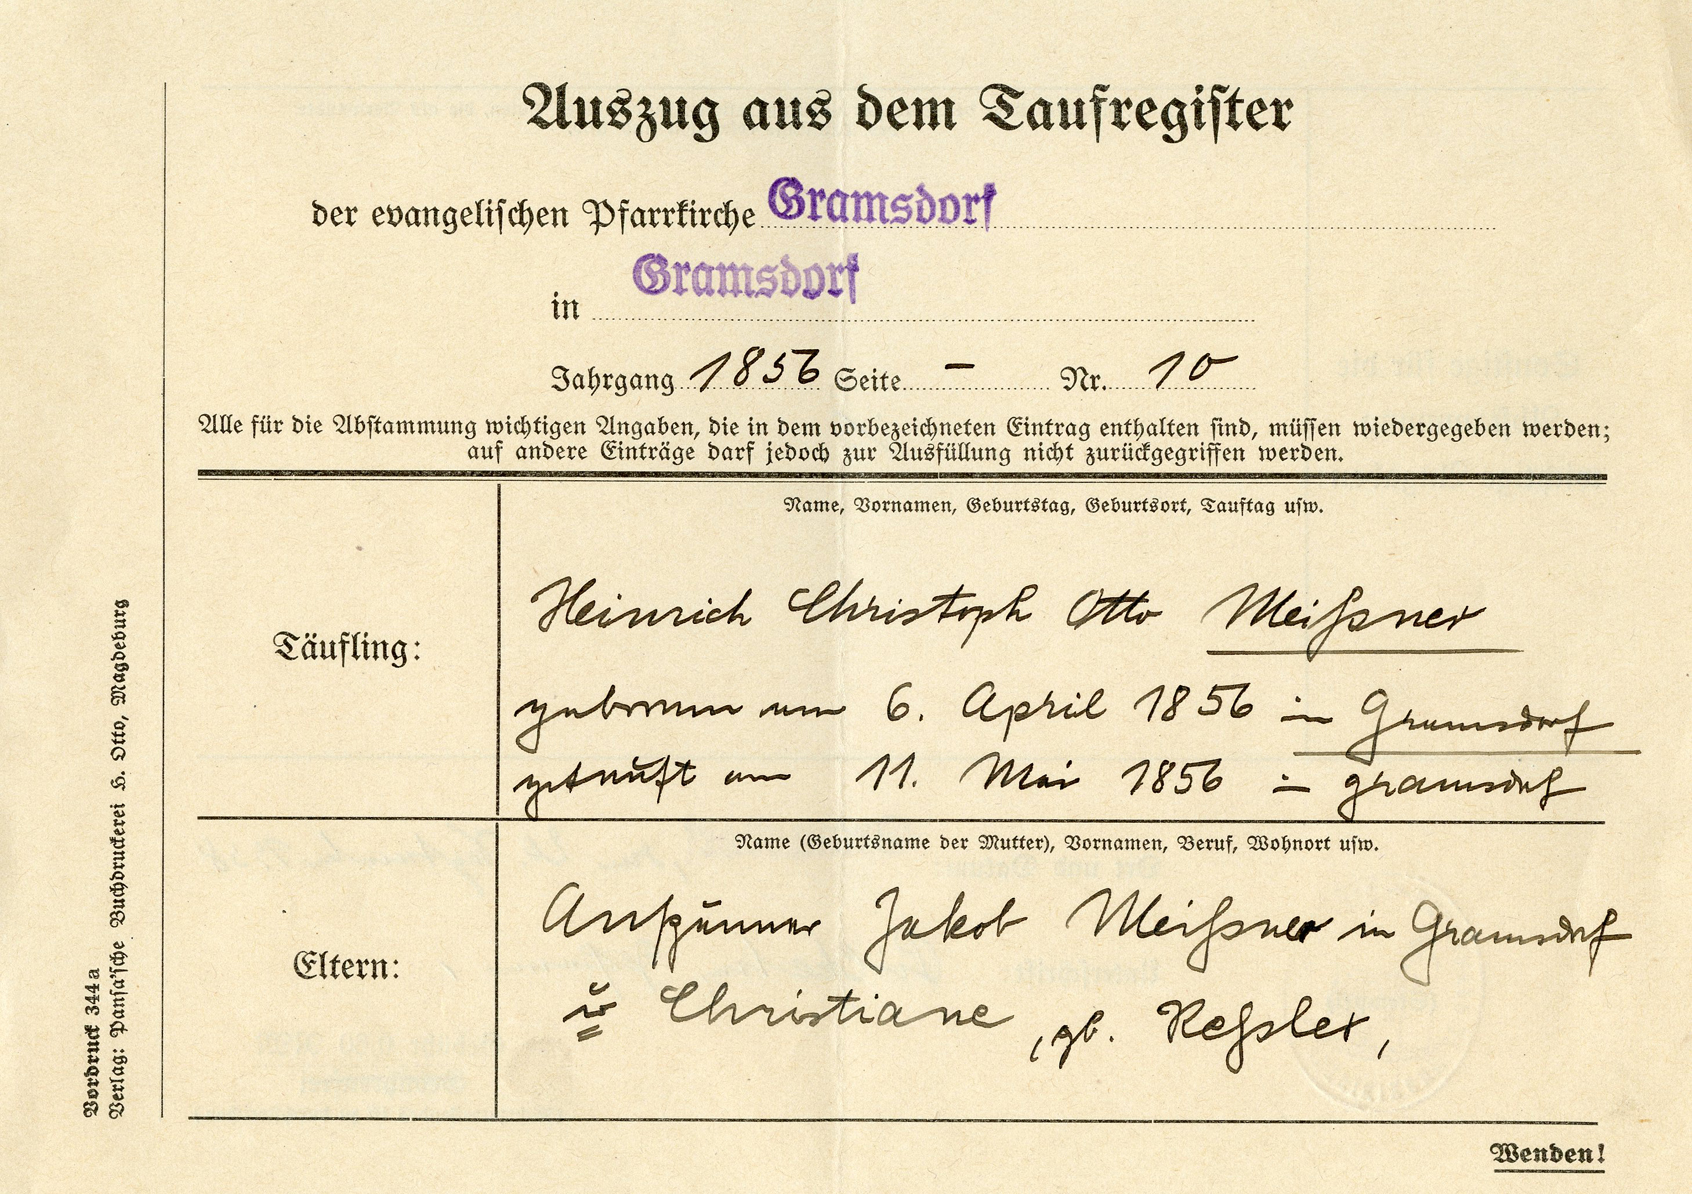 Auszug aus dem Taufregister
der evangelischen Pfarrkirche Gramsdorf
in Gramsdorf
Jahrgang 1856 Seite – Nr. 10
Alle für die Abstammung wichtigen Angaben, die in dem vorbezeichneten Eintrag enthalten sind, müssen wiedergegeben werden;
auf andere Einträge darf jedoch zur Ausfüllung nicht zurückgegriffen werden.
Name, Vornamen, Geburtstag, Geburtsort, Tauftag usw.
Täufling:
Heinrich Christoph Otto Meißner
geboren am 6. April 1856 in Gramsdorf
getauft am 11. Mai 1856 in Gramsdorf
Name (Geburtsname der Mutter), Vornamen, Beruf, Wohnort usw.
Eltern:
Anspänner Jakob Meißner in Gramsdorf
u Christiane, gb. Keßler,
Wenden!
Vordruck 344a
Verlag: Pansa'sche Buchdruckerei H. Otto, Magdeburg